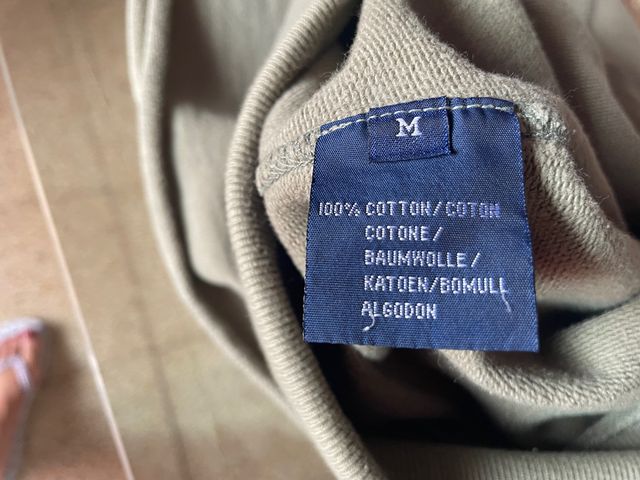 M
100% COTTON/COTON
COTONE/
BAUMWOLLE/
KATOEN/BOMULL
ALGODON